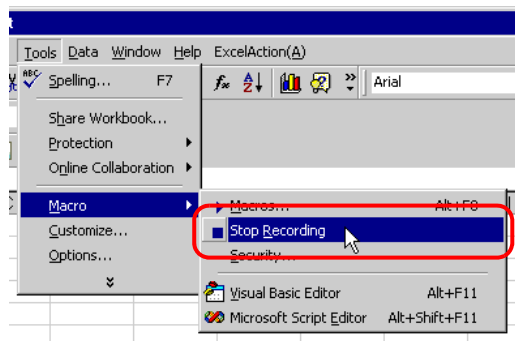 Tools Data Window Help ExcelAction(A)
ABC Spelling... F7
Arial
Share Workbook...
Protection
Online Collaboration
Macro
Macros... Alt+F8
Customize...
Stop Recording
Options...
Security...
Visual Basic Editor Alt+F11
Microsoft Script Editor Alt+Shift+F11